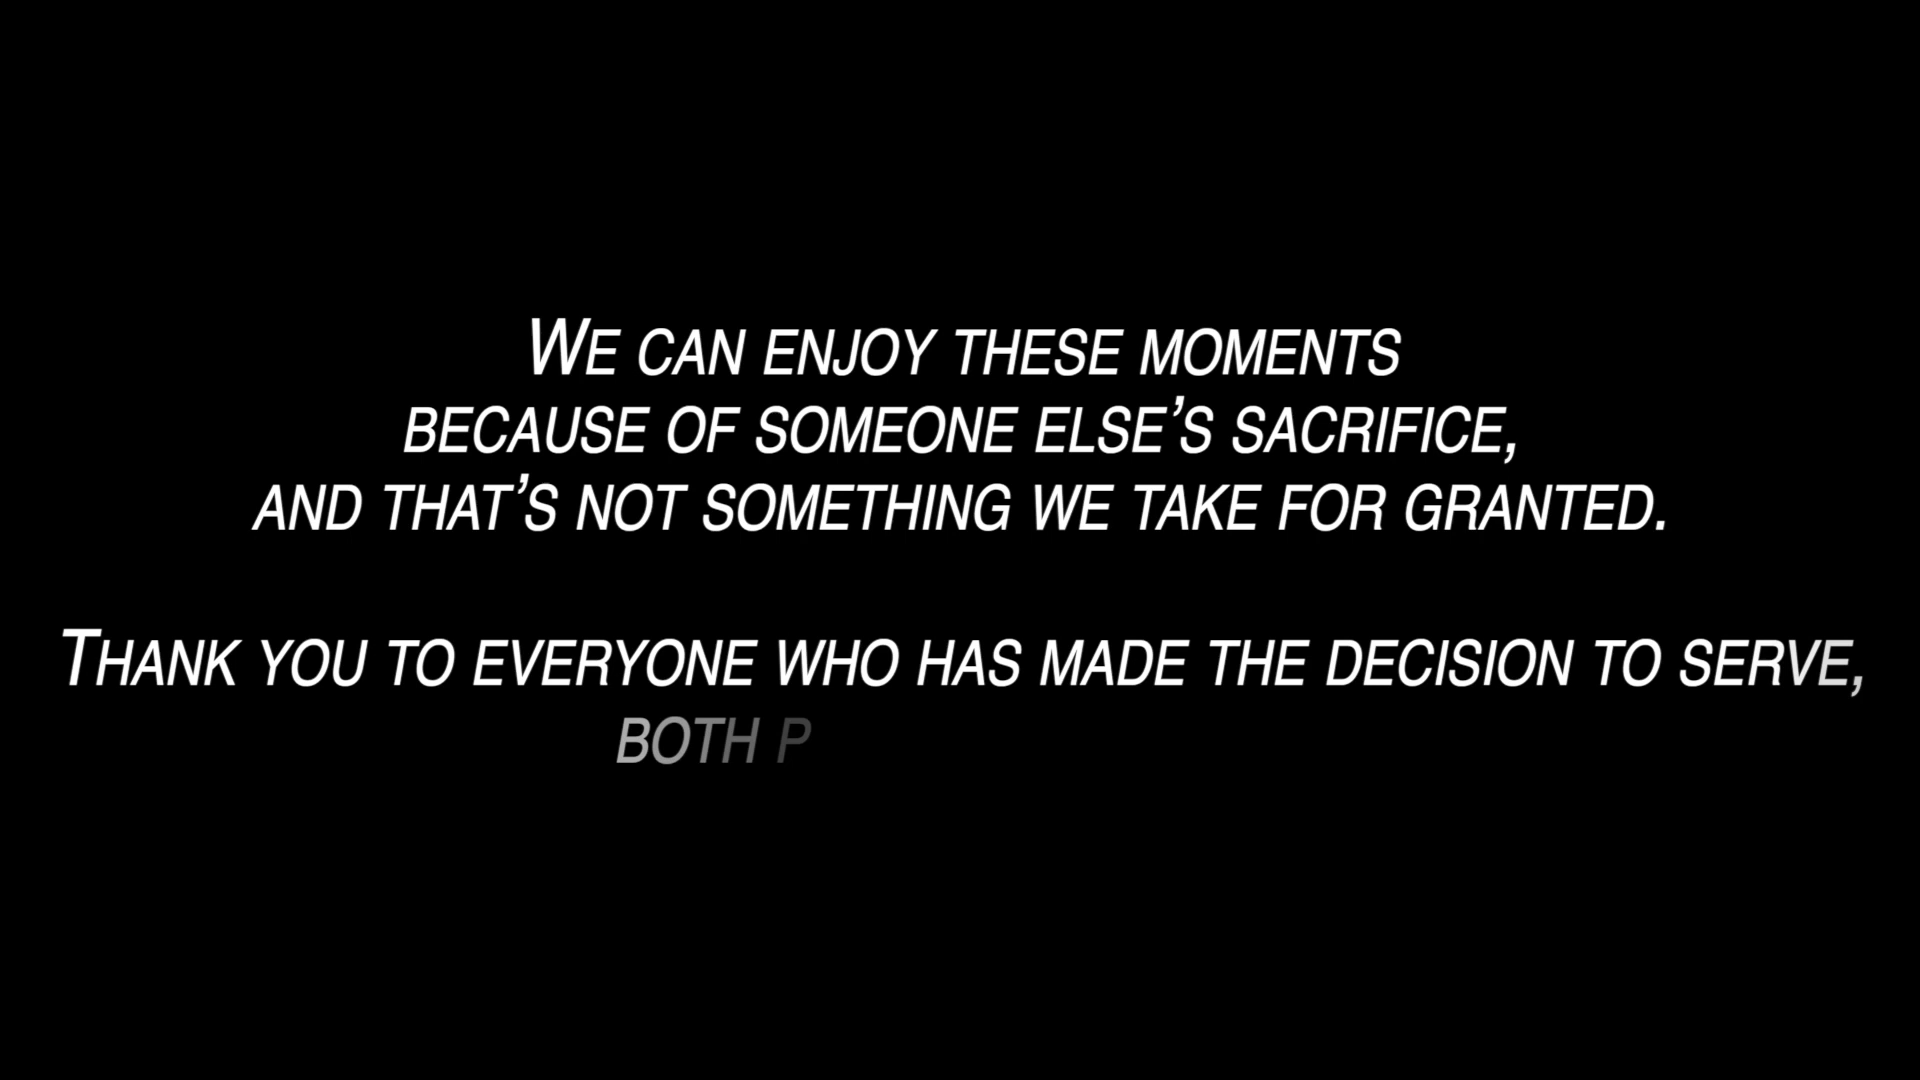 We can enjoy these moments
because of someone else’s sacrifice,
and that’s not something we take for granted.
Thank you to everyone who has made the decision to serve,
both p